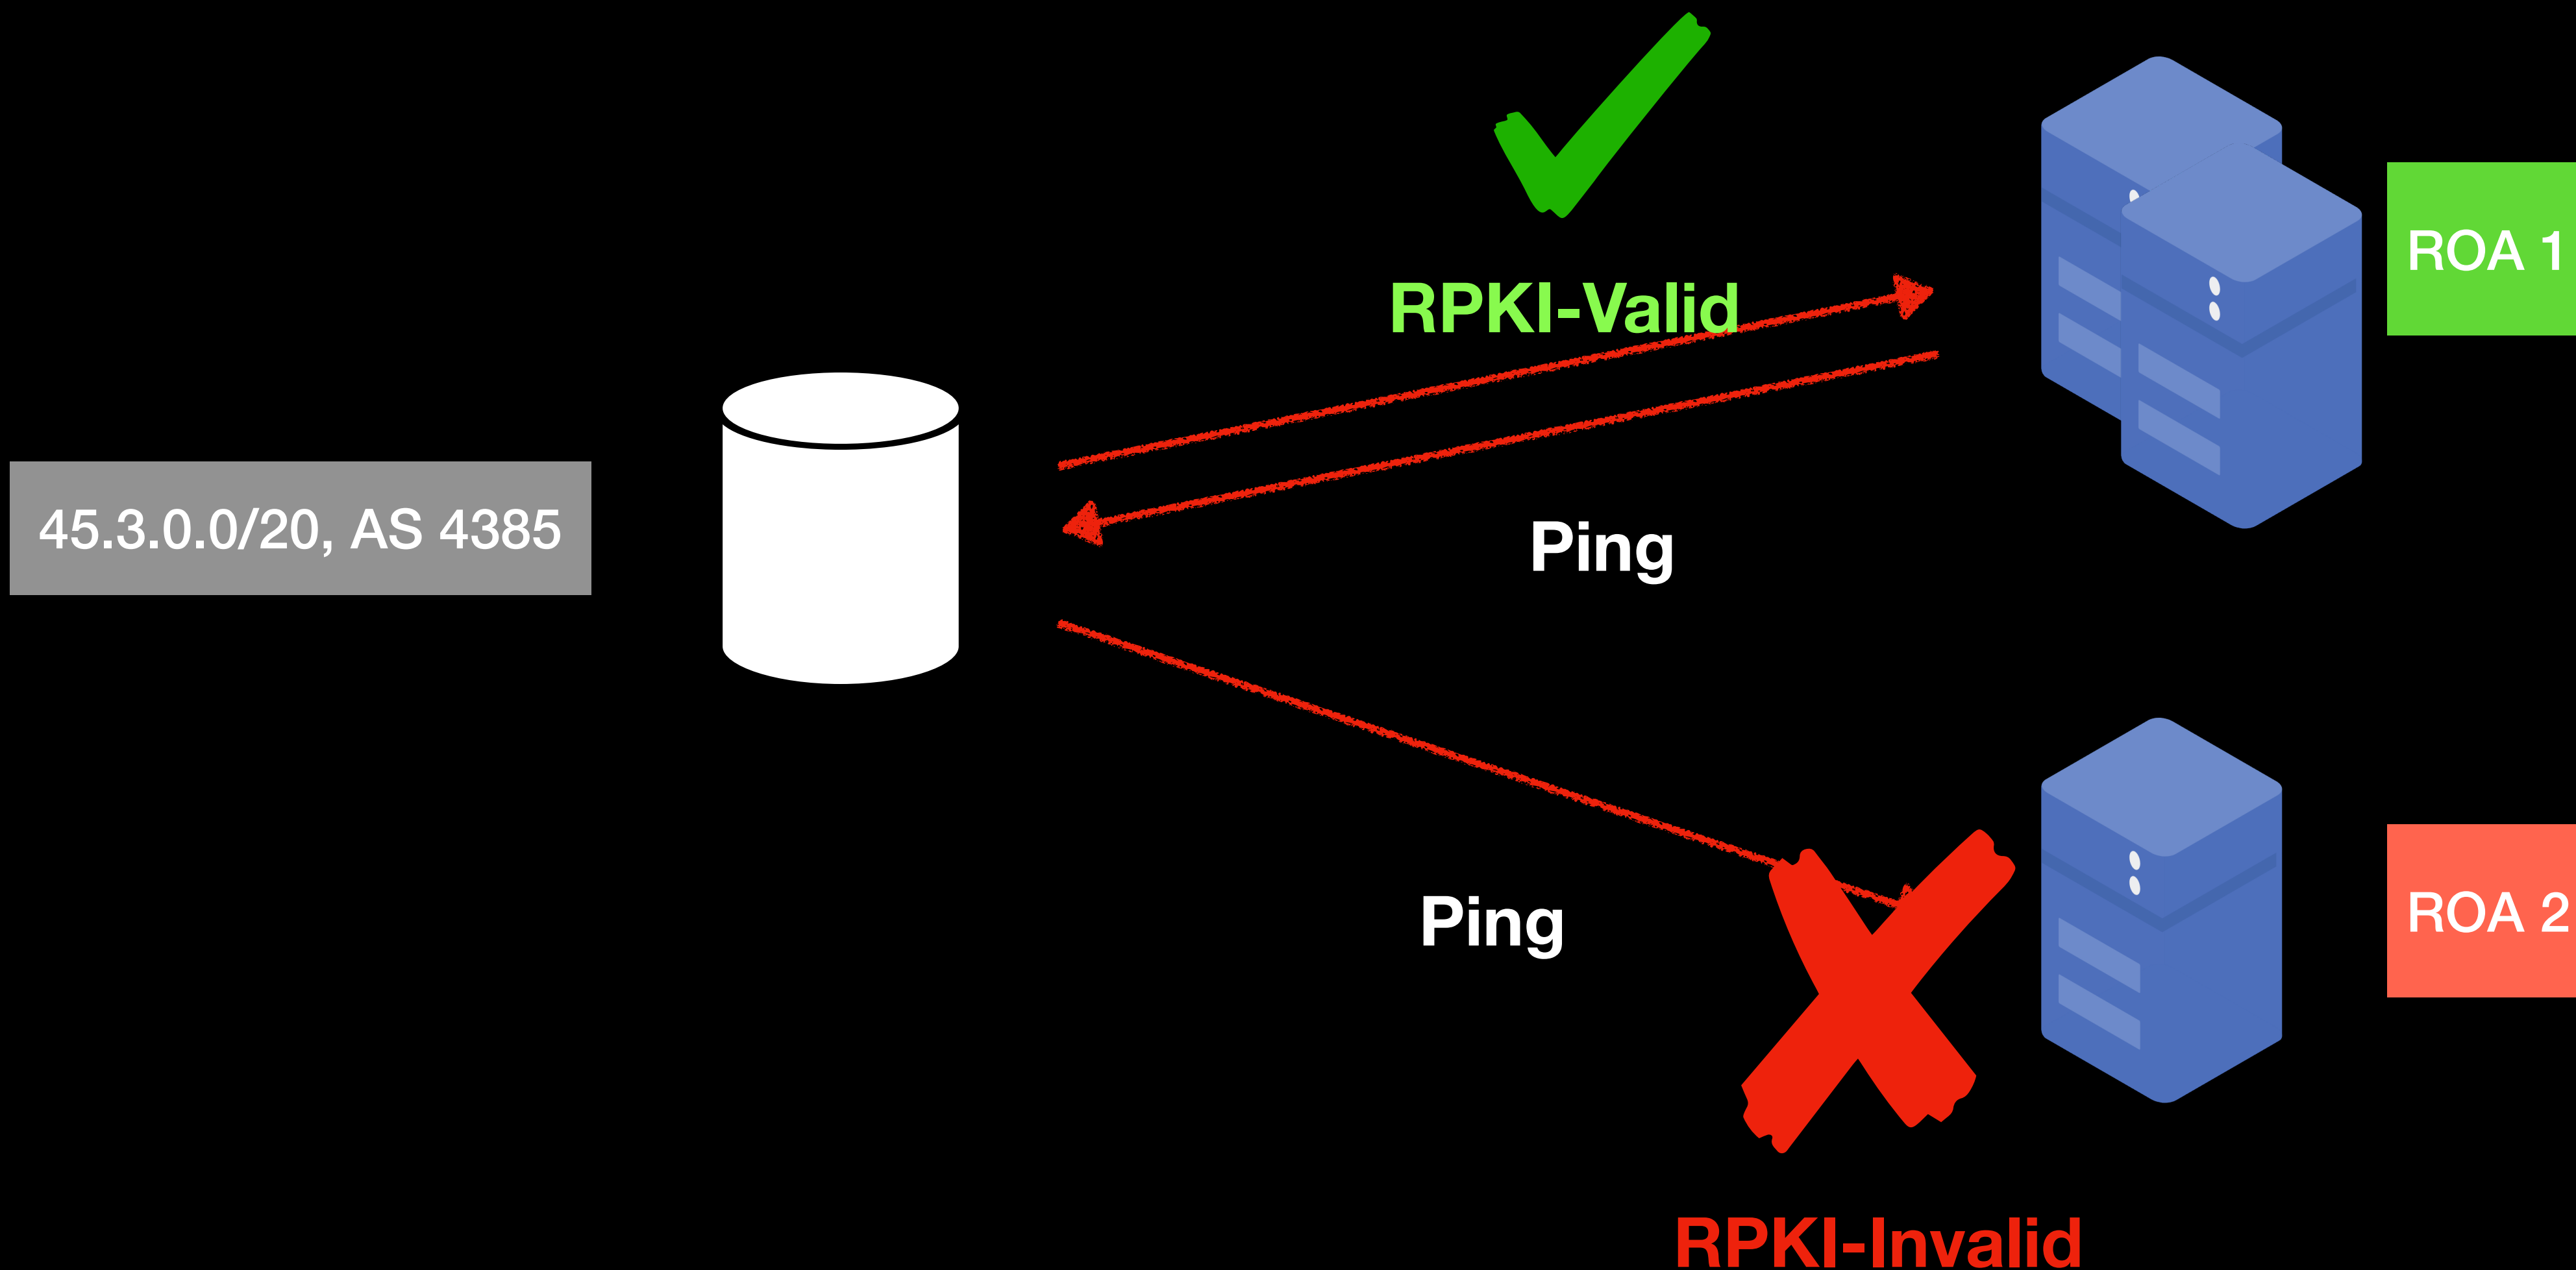 ROA 1
RPKI-Valid
45.3.0.0/20, AS 4385
Ping
Ping
ROA 2
RPKI-Invalid